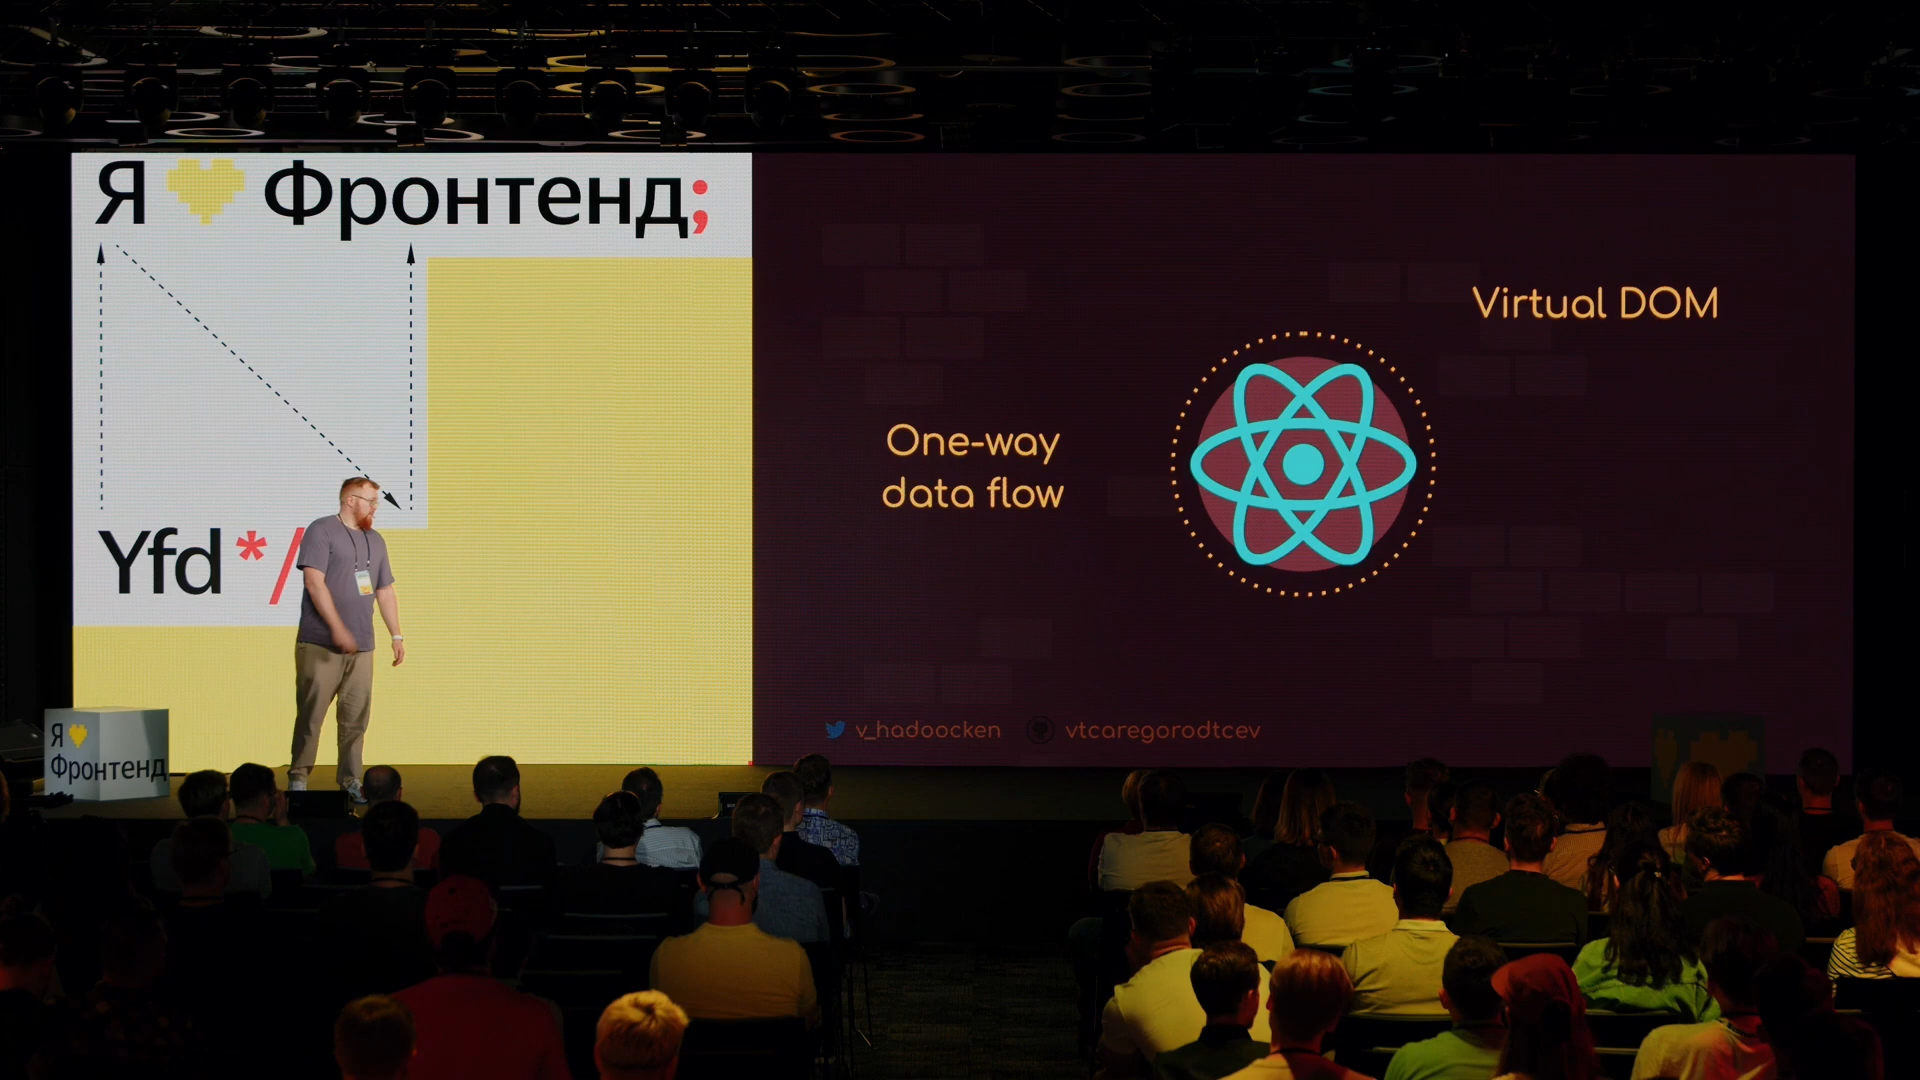 Я Фронтенд;
Yfd*/
Virtual DOM
One-way
data flow
v_hadoocken vtcaregorodtcev
Я
Фронтенд